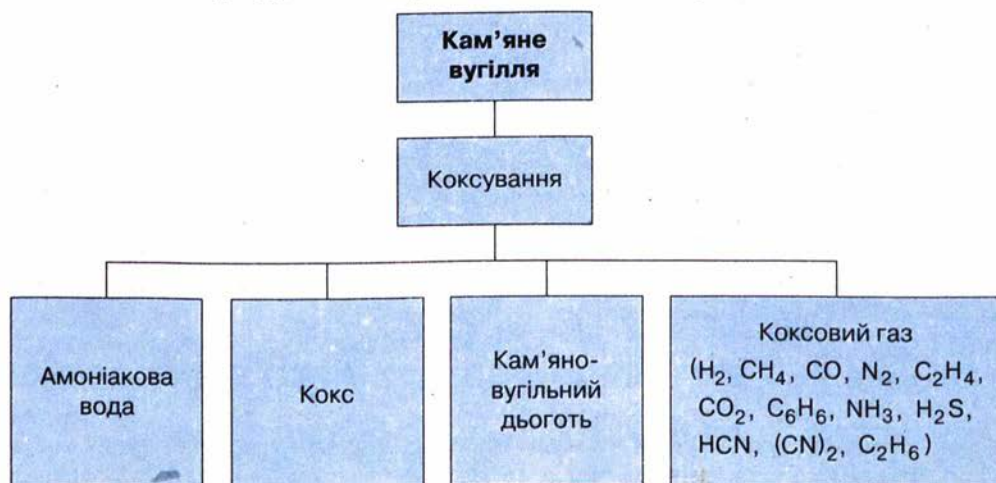 Кам’яне
вугілля
Коксування
Амоніакова
вода
Кокс
Кам’яно-
вугільний
дьоготь
Коксовий газ
(H₂, CH₄, CO, N₂, C₂H₄,
CO₂, C₆H₆, NH₃, H₂S,
HCN, (CN)₂, C₂H₆)